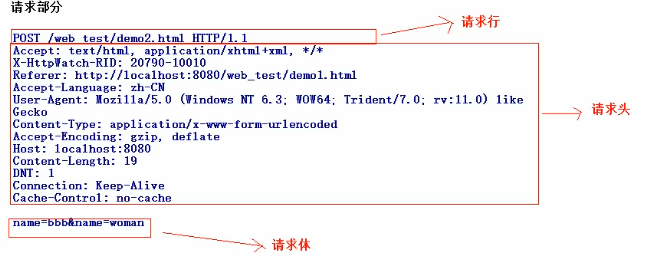 请求部分
POST /web_test/demo2.html HTTP/1.1
请求行
Accept: text/html, application/xhtml+xml, */*
X-HttpWatch-RID: 20790-10010
Referer: http://localhost:8080/web_test/demo1.html
Accept-Language: zh-CN
User-Agent: Mozilla/5.0 (Windows NT 6.3; WOW64; Trident/7.0; rv:11.0) like
Gecko
请求头
Content-Type: application/x-www-form-urlencoded
Accept-Encoding: gzip, deflate
Host: localhost:8080
Content-Length: 19
DNT: 1
Connection: Keep-Alive
Cache-Control: no-cache
name=bbb&name=woman
请求体